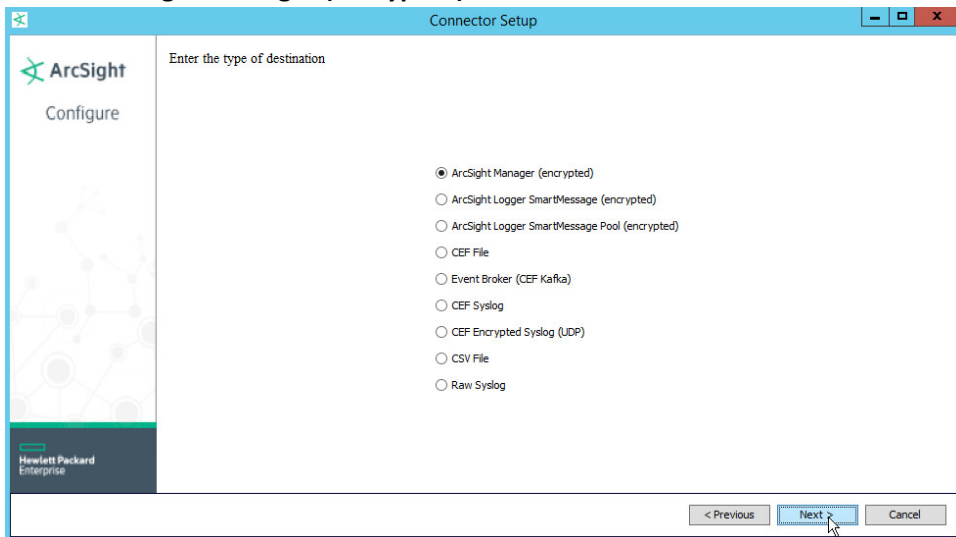 Connector Setup
ArcSight
Configure
Enter the type of destination
ArcSight Manager (encrypted)
ArcSight Logger SmartMessage (encrypted)
ArcSight Logger SmartMessage Pool (encrypted)
CEF File
Event Broker (CEF Kafka)
CEF Syslog
CEF Encrypted Syslog (UDP)
CSV File
Raw Syslog
Hewlett Packard
Enterprise
< Previous
Next >
Cancel